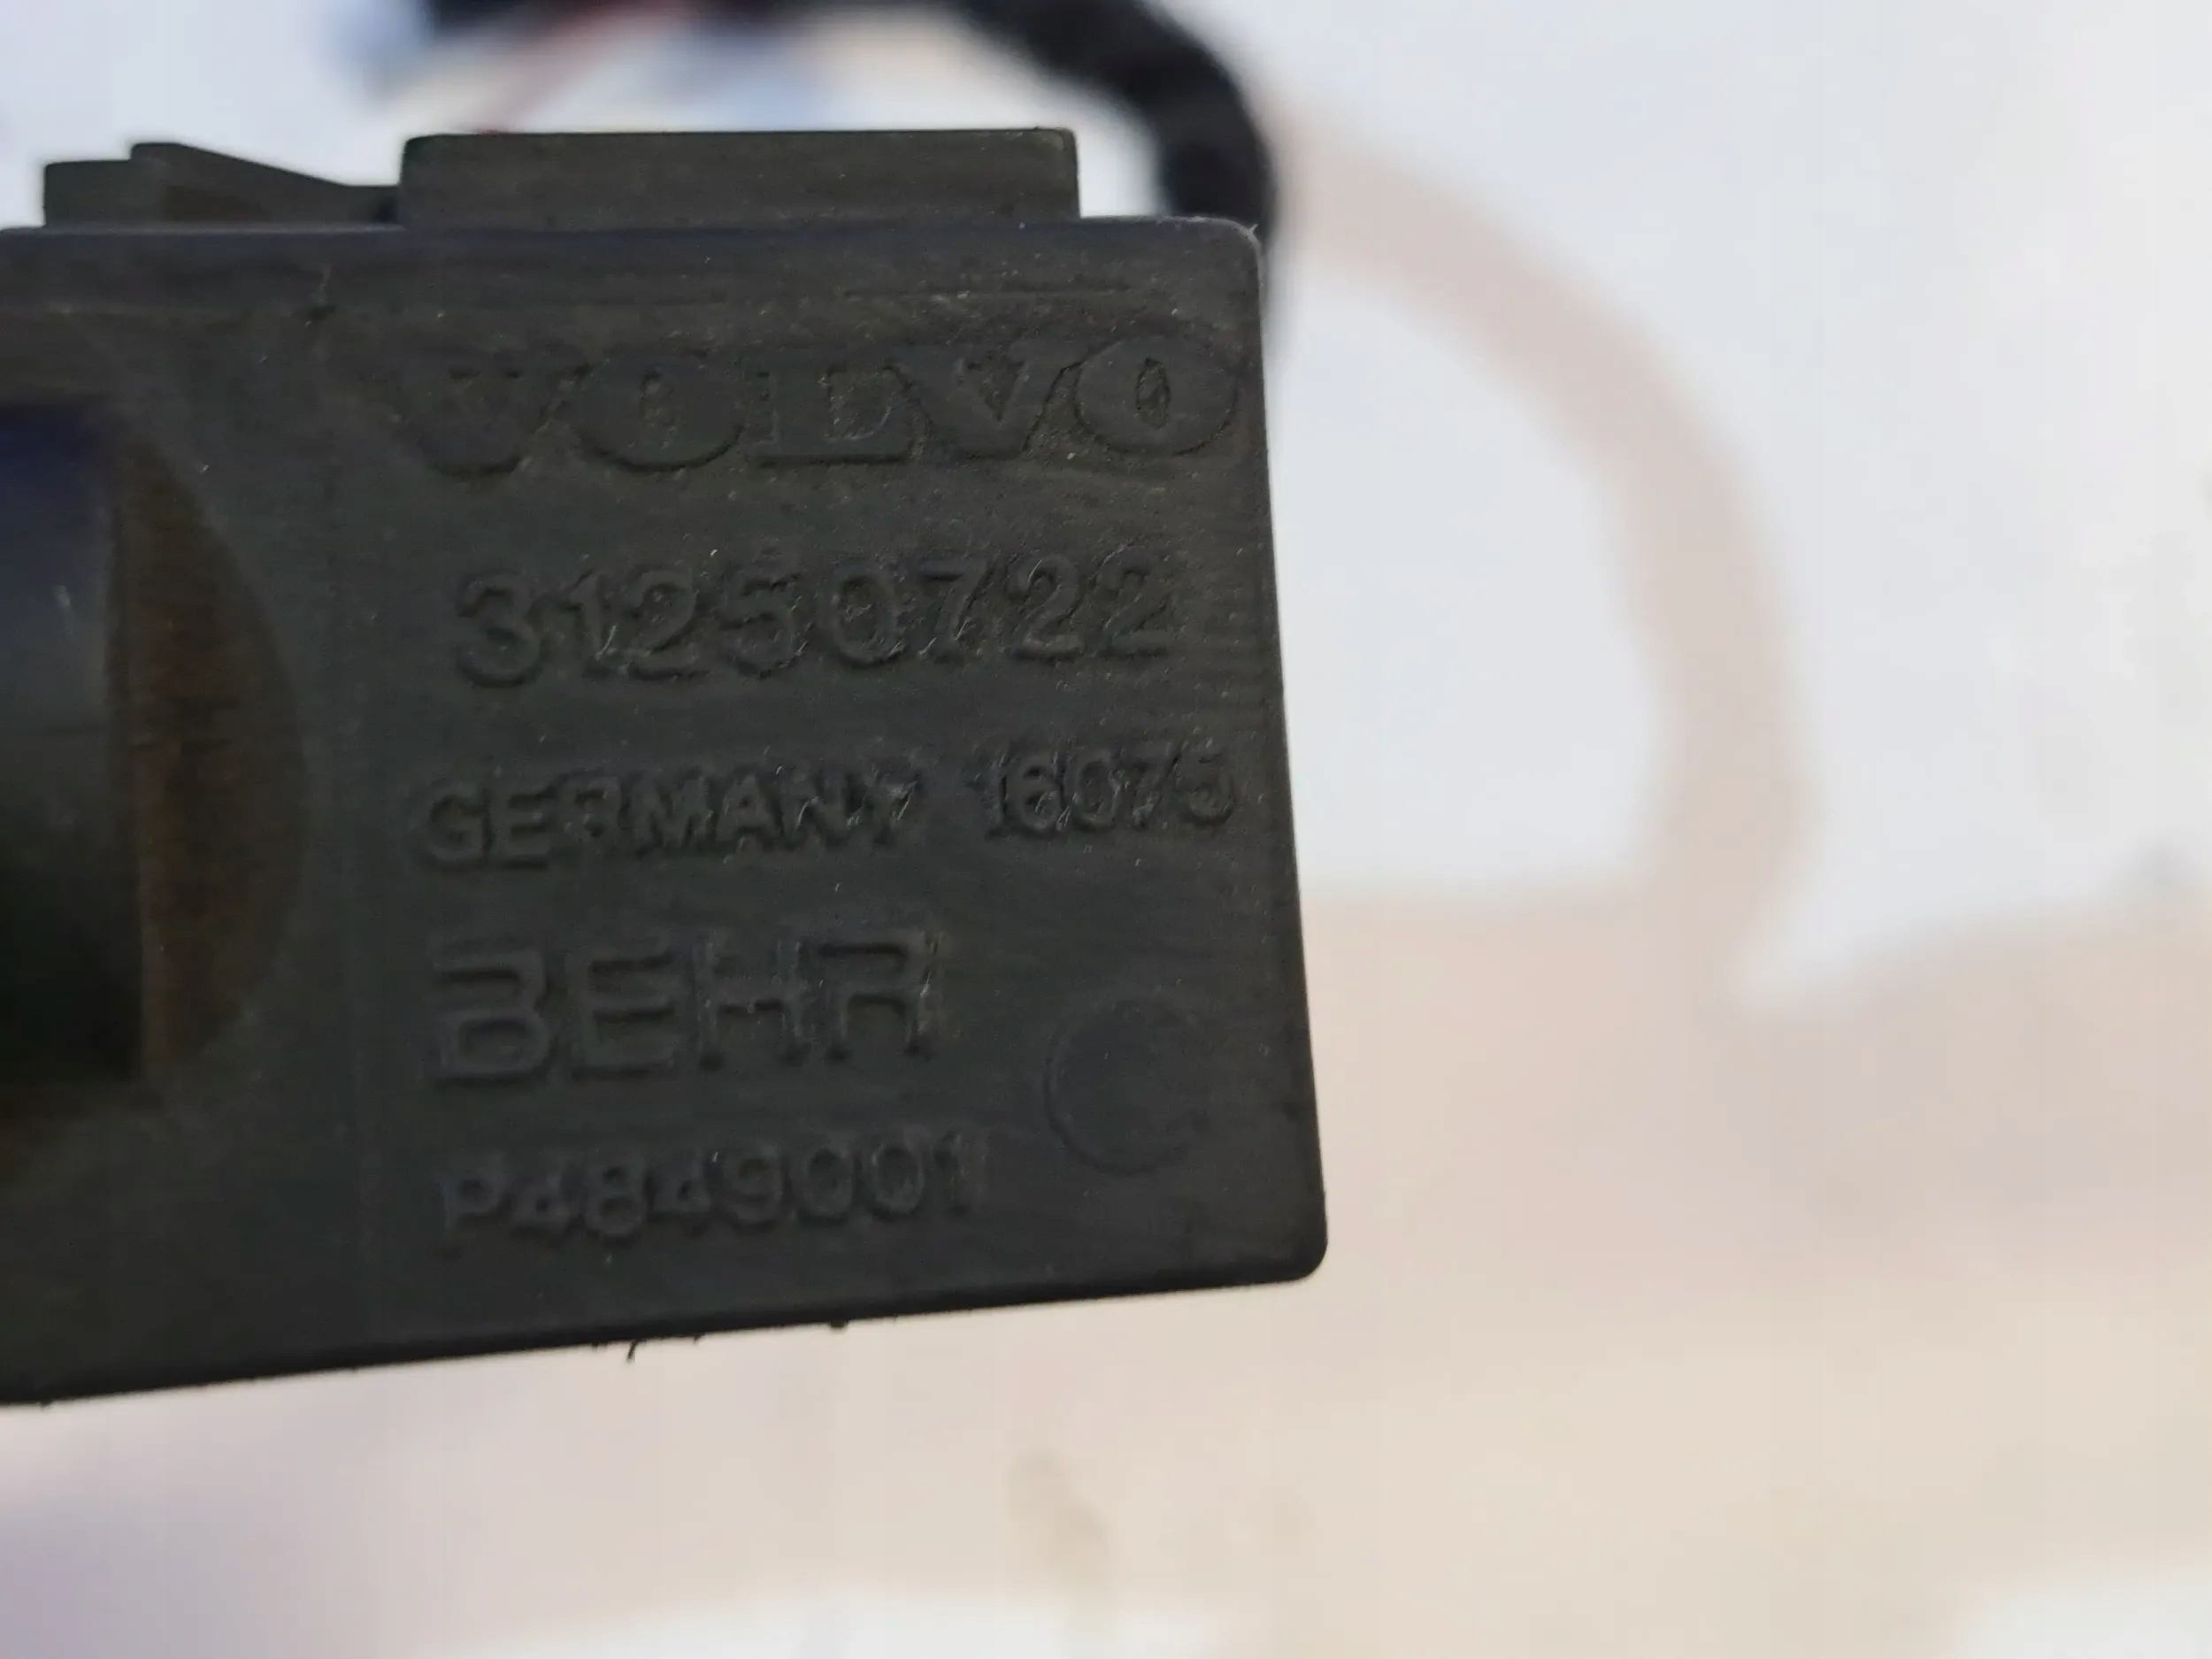 VOLVO
31250722
GERMANY 16075
BEHR
P4849001